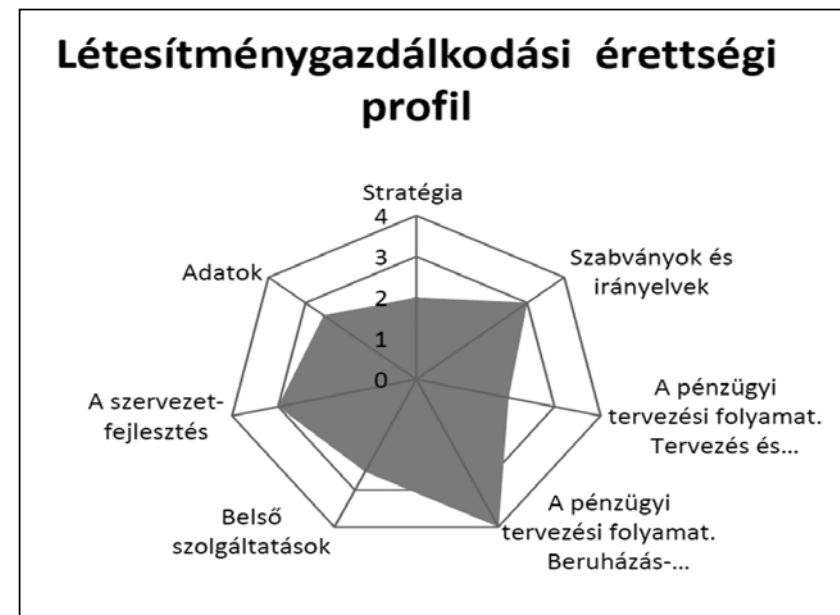 Létesítménygazdálkodási érettségi
profil
Stratégia
4
3
2
1
0
Szabványok és
irányelvek
A pénzügyi
tervezési folyamat.
Tervezés és...
A pénzügyi
tervezési folyamat.
Beruházás-...
Belső
szolgáltatások
A szervezet-
fejlesztés
Adatok